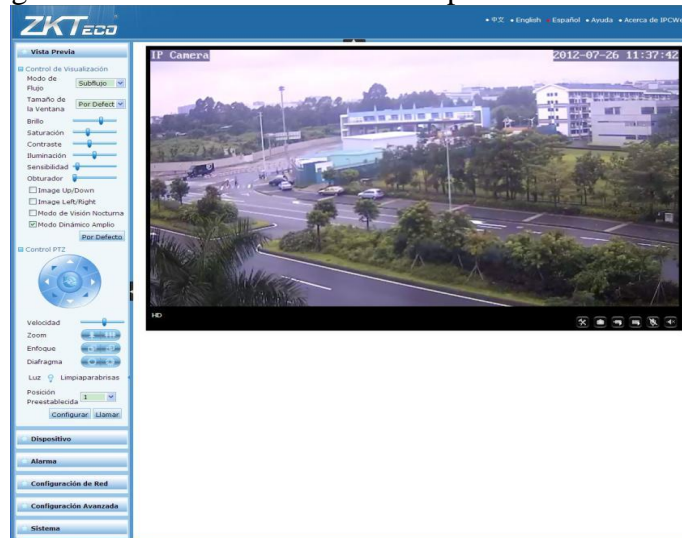 ZKTECO
• 中文 • English • Español • Ayuda • Acerca de IPCWe
Vista Previa
Control de Visualización
Modo de Flujo
Subflujo
Tamaño de la Ventana
Por Defect
Brillo
Saturación
Contraste
Iluminación
Sensibilidad
Obturador
Image Up/Down
Image Left/Right
Modo de Visión Nocturna
Modo Dinámico Amplio
Por Defecto
Control PTZ
Velocidad
Zoom
Enfoque
Diafragma
Luz Limpiaparabrisas
Posición Preestablecida
1
Configurar Llamar
Dispositivo
Alarma
Configuración de Red
Configuración Avanzada
Sistema
IP Camera 2012-07-26 11:37:42
HD